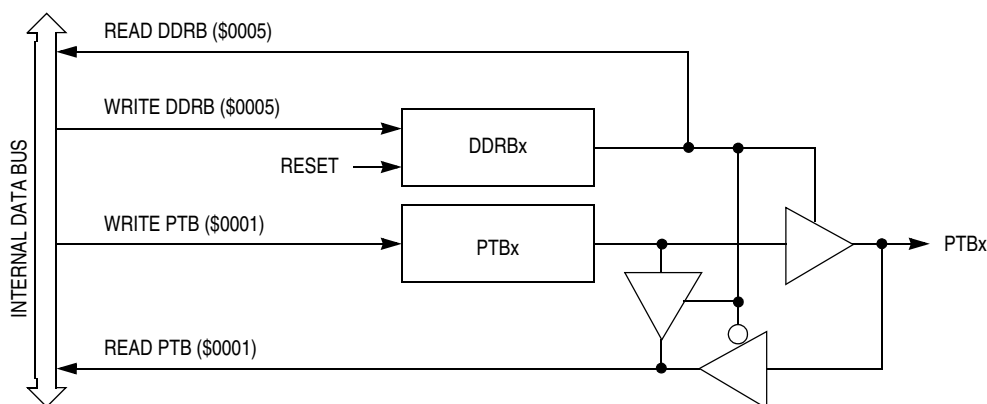 READ DDRB ($0005)
WRITE DDRB ($0005)
DDRBx
RESET
INTERNAL DATA BUS
WRITE PTB ($0001)
PTBx
PTBx
READ PTB ($0001)